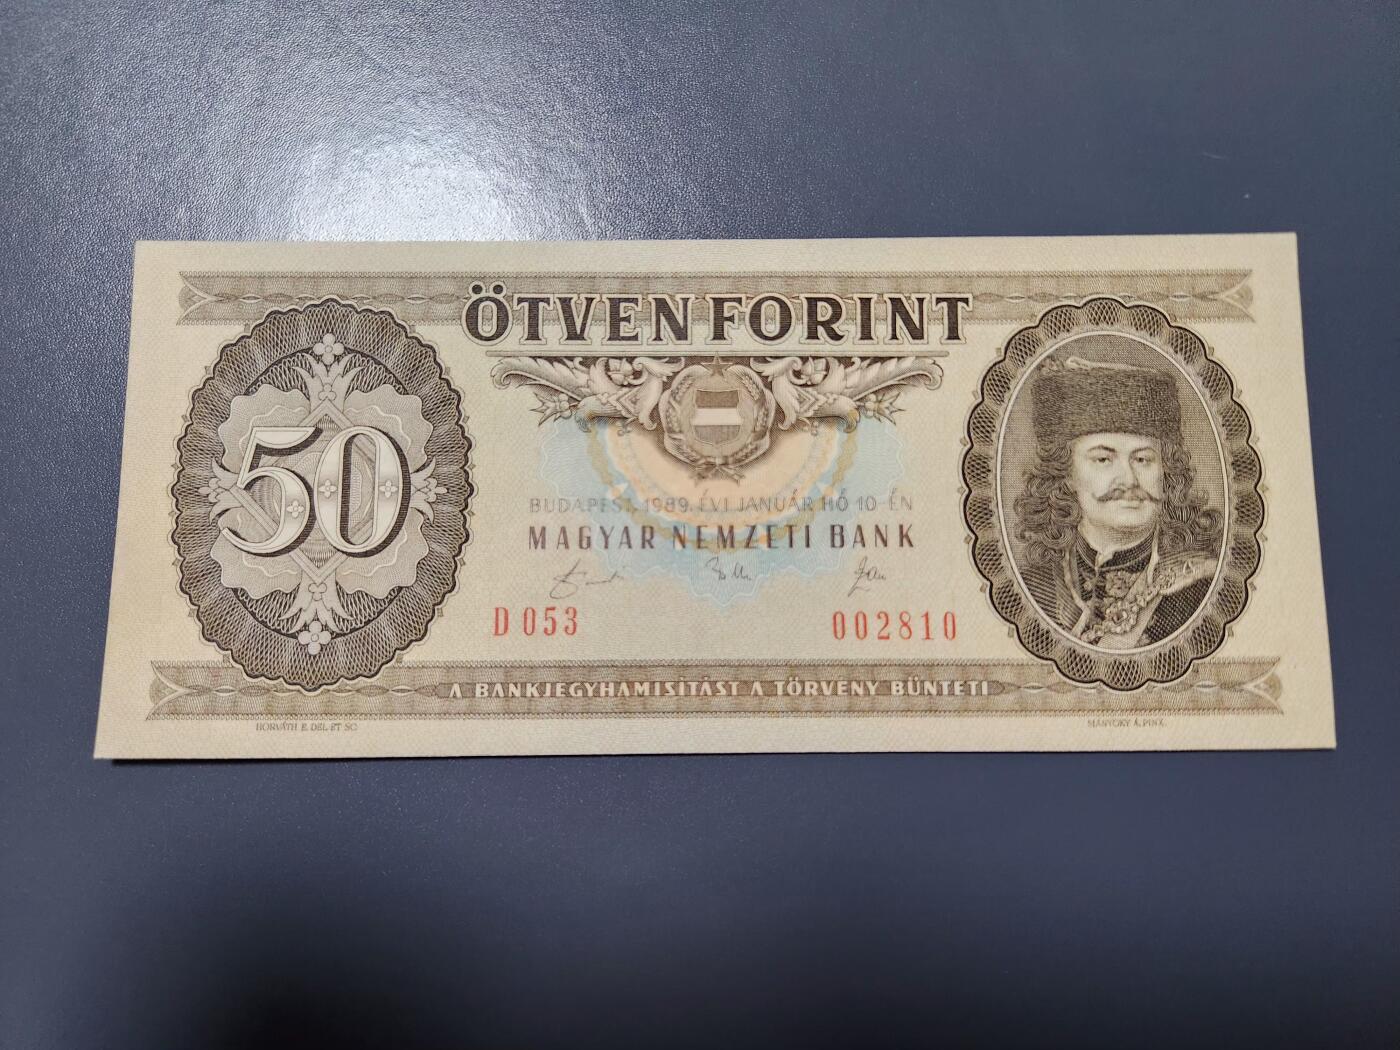 ÖTVEN FORINT
50
BUDAPEST, 1989. ÉVI JANUÁR HÓ 10-ÉN
MAGYAR NEMZETI BANK
D 053
002810
A BANKJEGYHAMISÍTÁST A TÖRVÉNY BÜNTETI
HORVÁTH E. DEL. ET SC.
MÁNYOKY Á. PINX.